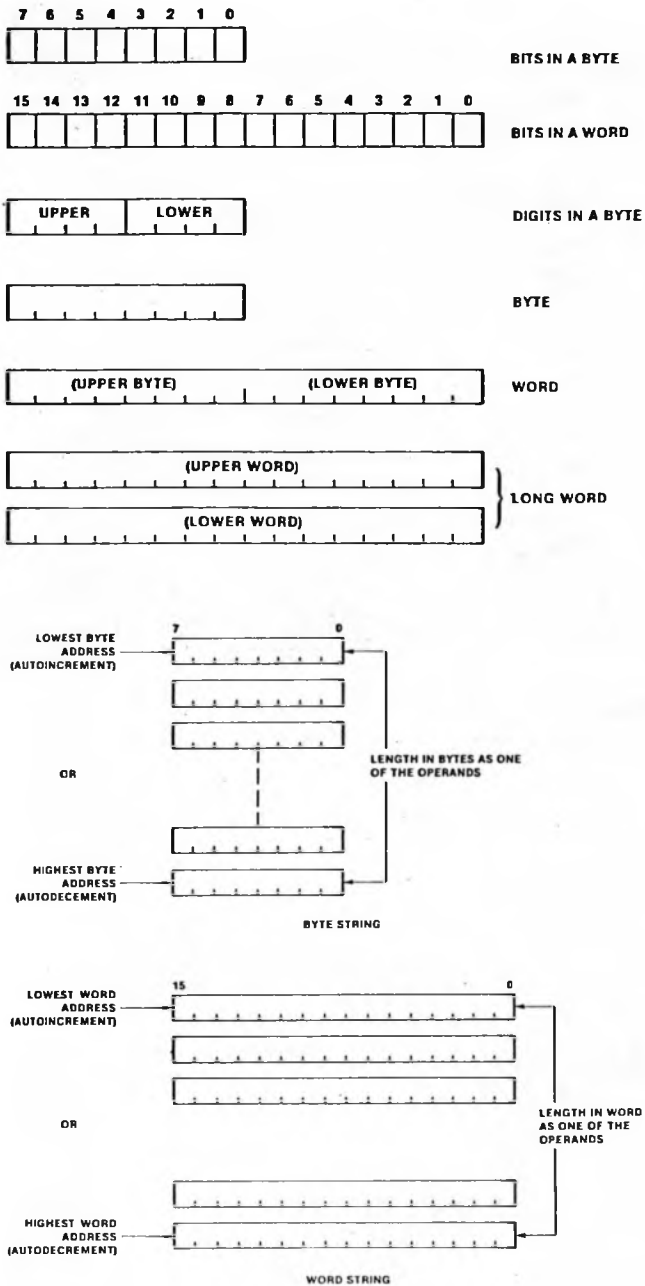 7 6 5 4 3 2 1 0
BITS IN A BYTE
15 14 13 12 11 10 9 8 7 6 5 4 3 2 1 0
BITS IN A WORD
UPPER LOWER
DIGITS IN A BYTE
BYTE
(UPPER BYTE) (LOWER BYTE)
WORD
(UPPER WORD)
LONG WORD
(LOWER WORD)
7 0
LOWEST BYTE
ADDRESS
(AUTOINCREMENT)
LENGTH IN BYTES AS ONE
OF THE OPERANDS
OR
HIGHEST BYTE
ADDRESS
(AUTODECEMENT)
BYTE STRING
15 0
LOWEST WORD
ADDRESS
(AUTOINCREMENT)
LENGTH IN WORD
AS ONE OF THE
OPERANDS
OR
HIGHEST WORD
ADDRESS
(AUTODECREMENT)
WORD STRING